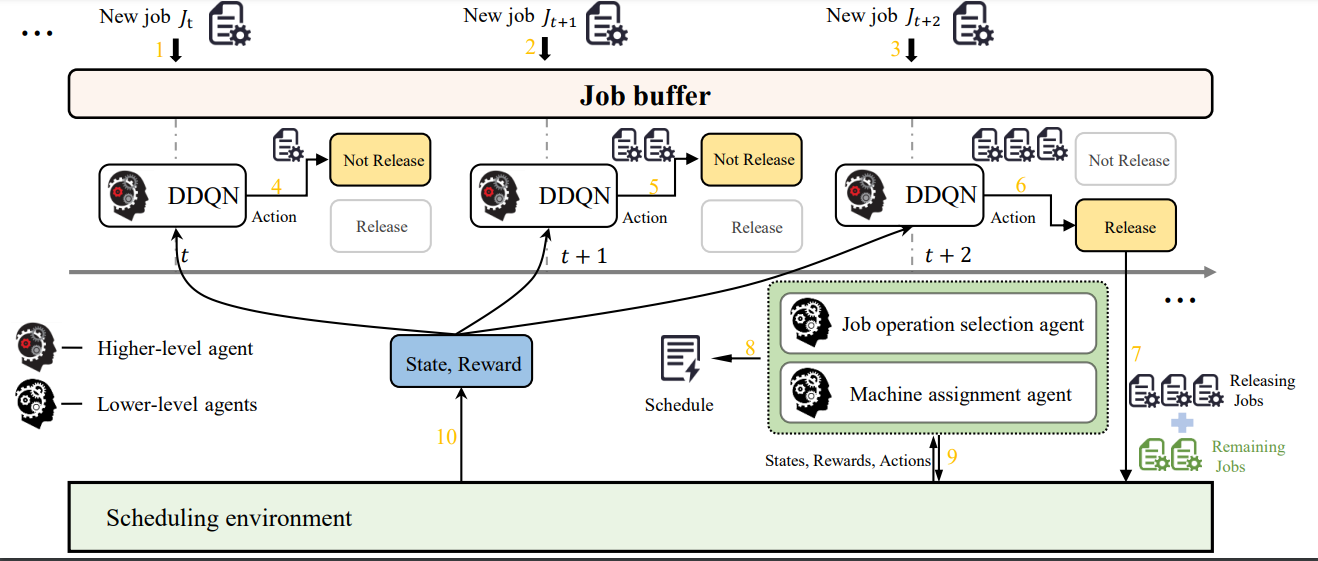 ...
New job J_t
New job J_{t+1}
New job J_{t+2}
1
2
3
Job buffer
DDQN
4
Action
Not Release
Release
DDQN
5
Action
Not Release
Release
DDQN
6
Action
Not Release
Release
t
t + 1
t + 2
...
Higher-level agent
Lower-level agents
State, Reward
10
Schedule
8
Job operation selection agent
Machine assignment agent
States, Rewards, Actions
9
7
Releasing
Jobs
Remaining
Jobs
Scheduling environment